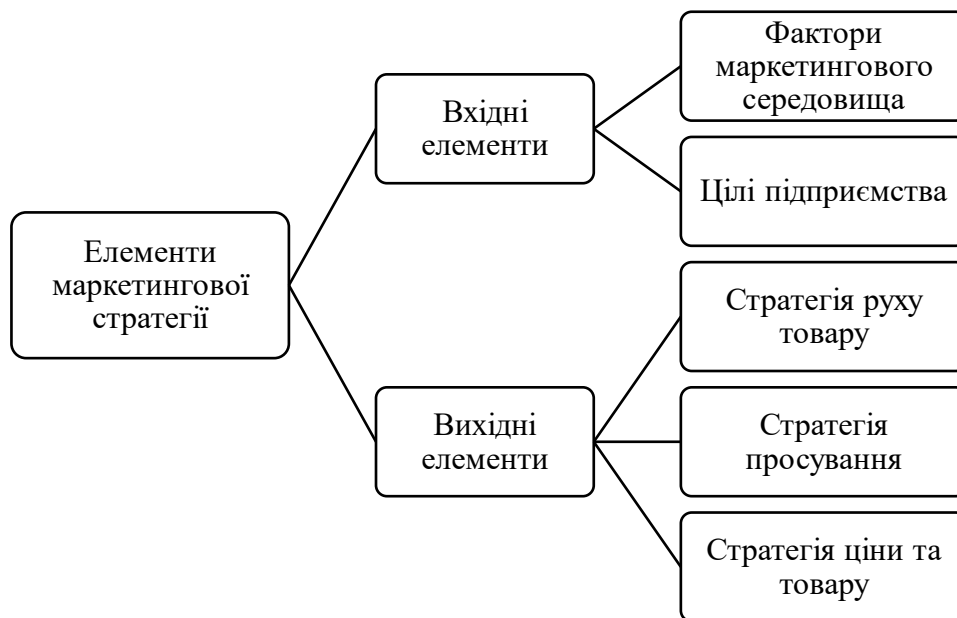 Елементи
маркетингової
стратегії
Вхідні
елементи
Фактори
маркетингового
середовища
Цілі підприємства
Вихідні
елементи
Стратегія руху
товару
Стратегія
просування
Стратегія ціни та
товару